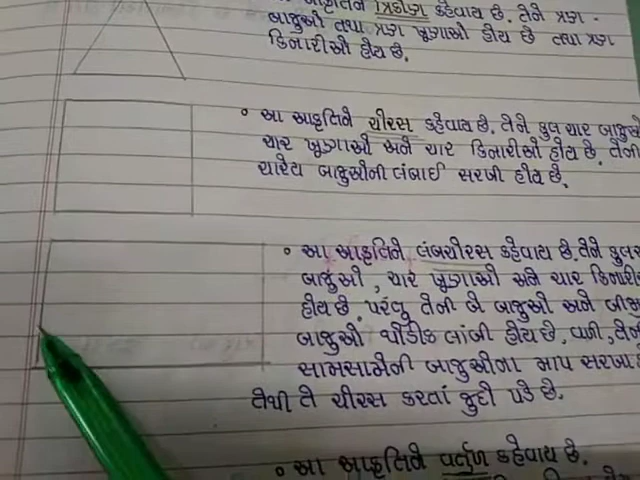 આકૃતિને ત્રિકોણ કહેવાય છે. તેને ત્રણ
બાજુઓ તથા ત્રણ ખૂણાઓ હોય છે તથા ત્રણ
કિનારીઓ હોય છે.
આ આકૃતિને ચોરસ કહેવાય છે. તેને કુલ ચાર બાજુઓ
ચાર ખૂણાઓ અને ચાર કિનારીઓ હોય છે. તેની
ચારેય બાજુઓની લંબાઈ સરખી હોય છે.
આ આકૃતિને લંબચોરસ કહેવાય છે. તેને કુલ
બાજુઓ, ચાર ખૂણાઓ અને ચાર
હોય છે. પરંતુ તેની બે બાજુઓ અને
બાજુઓ થોડીક લાંબી હોય છે, વળી,
સામસામેની બાજુઓના માપ
તેથી તે ચોરસ કરતાં જુદો પડે છે.
આ આકૃતિને વર્તુળ કહેવાય છે.